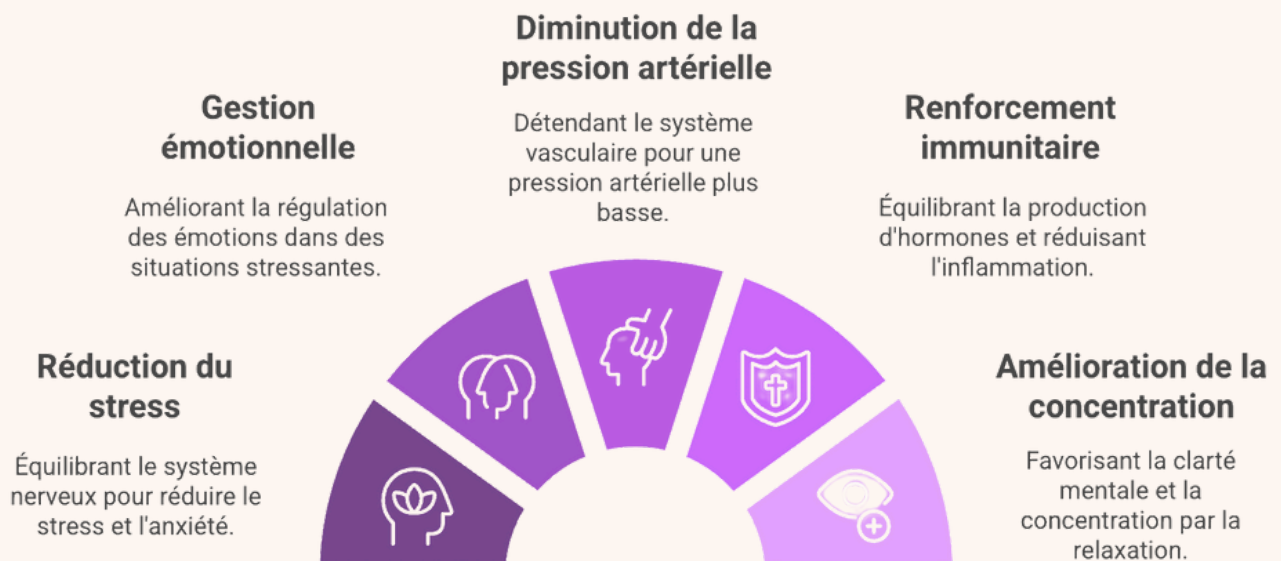 Diminution de la
pression artérielle
Détendant le système
vasculaire pour une
pression artérielle plus
basse.
Gestion
émotionnelle
Améliorant la régulation
des émotions dans des
situations stressantes.
Renforcement
immunitaire
Équilibrant la production
d'hormones et réduisant
l'inflammation.
Réduction du
stress
Équilibrant le système
nerveux pour réduire le
stress et l'anxiété.
Amélioration de la
concentration
Favorisant la clarté
mentale et la
concentration par la
relaxation.